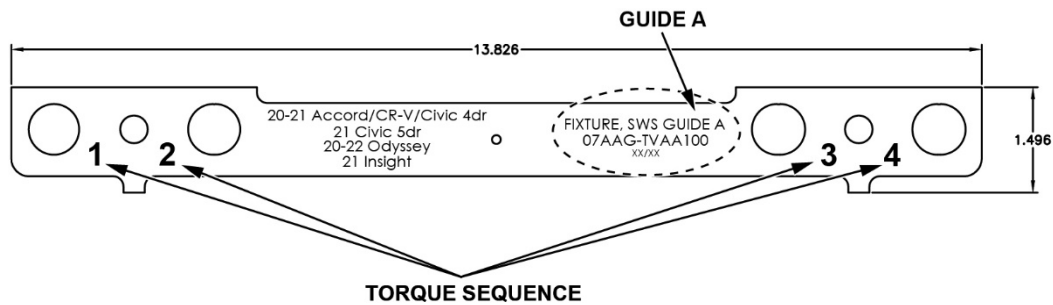 GUIDE A
13.826
20-21 Accord/CR-V/Civic 4dr
21 Civic 5dr
20-22 Odyssey
21 Insight
FIXTURE, SWS GUIDE A
07AAG-TVAA100
XX/XX
1.496
1 2 3 4
TORQUE SEQUENCE